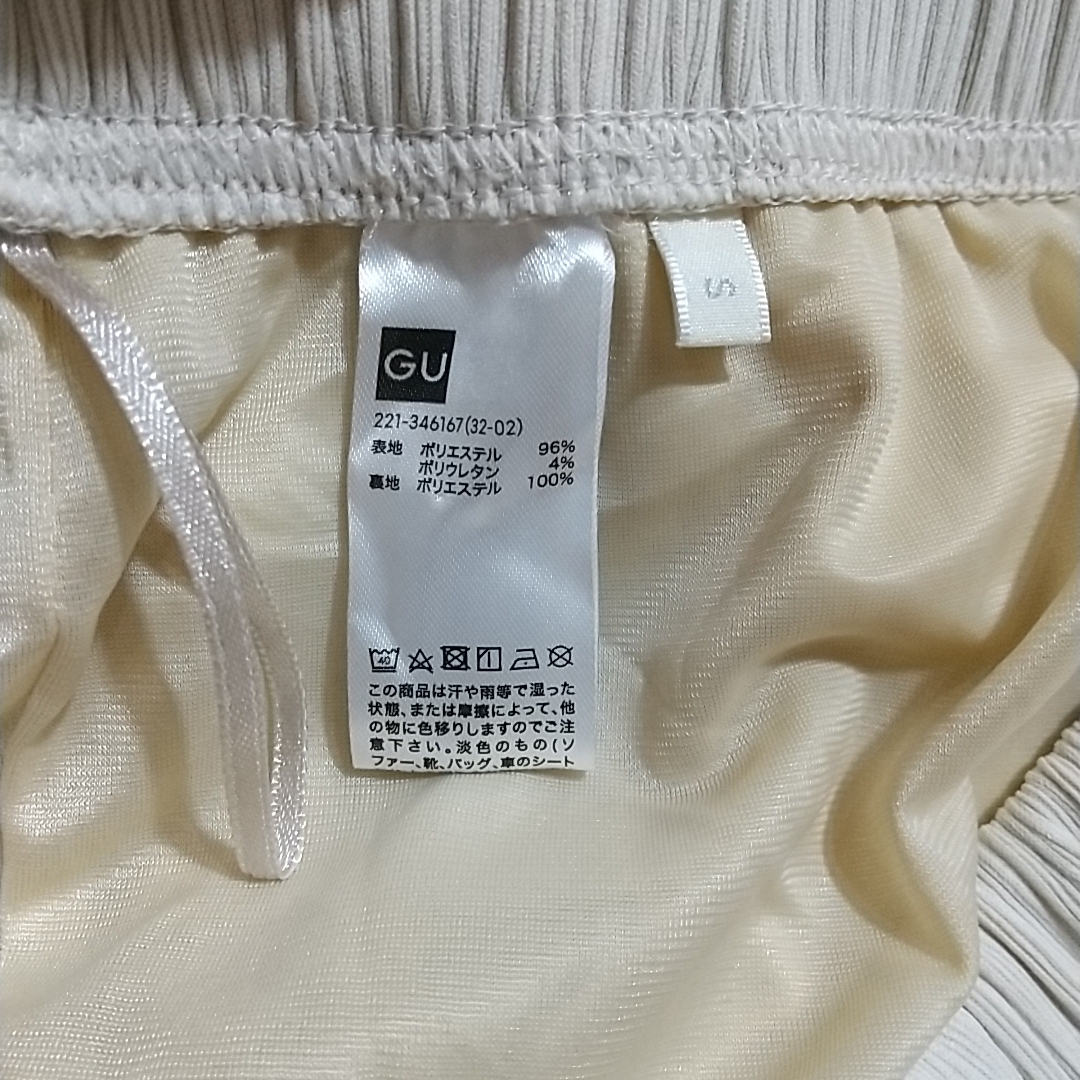 GU
S
221-346167(32-02)
表地 ポリエステル 96%
ポリウレタン 4%
裏地 ポリエステル 100%
40
この商品は汗や雨等で湿った
状態、または摩擦によって、他
の物に色移りしますのでご注
意下さい。淡色のもの(ソ
ファー、靴、バッグ、車のシート